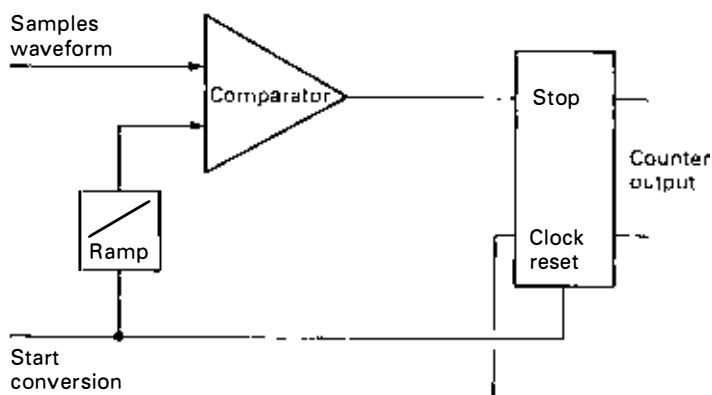 Samples
waveform
Comparator
Stop
Counter
output
Ramp
Clock
reset
Start
conversion